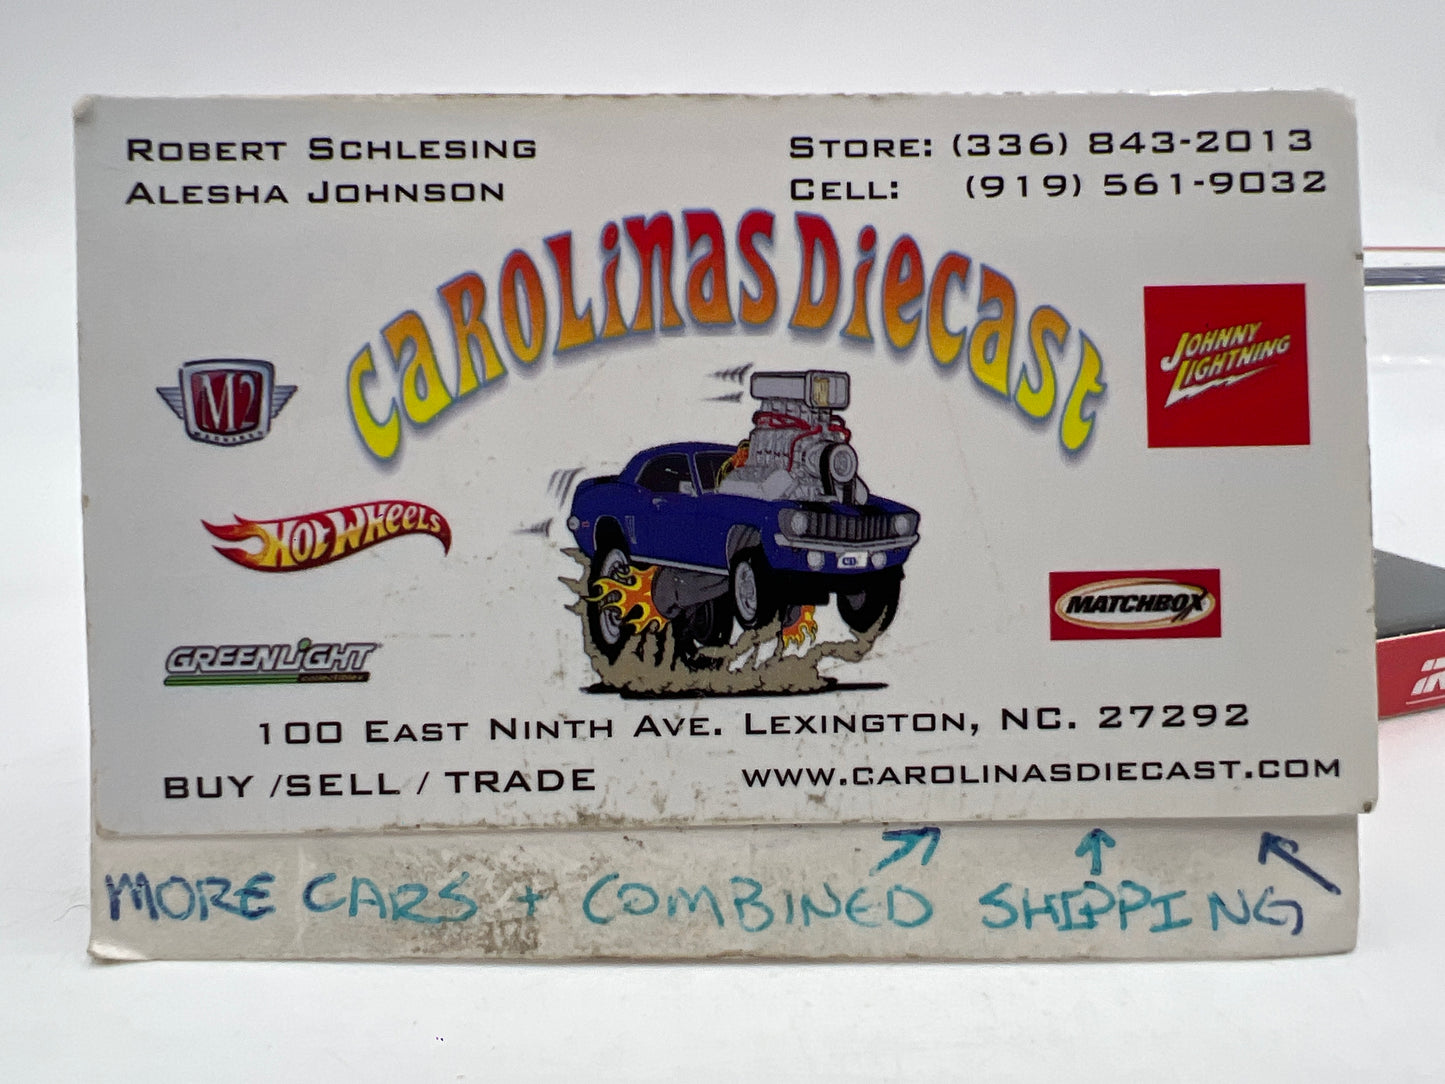 ROBERT SCHLESING
ALESHA JOHNSON
STORE: (336) 843-2013
CELL: (919) 561-9032
CAROLINAS DIECAST
M2
MACHINES
JOHNNY
LIGHTNING
HOT WHEELS
MATCHBOX
GREENLIGHT
collectibles
100 EAST NINTH AVE. LEXINGTON, NC. 27292
BUY /SELL / TRADE
WWW.CAROLINASDIECAST.COM
MORE CARS + COMBINED SHIPPING